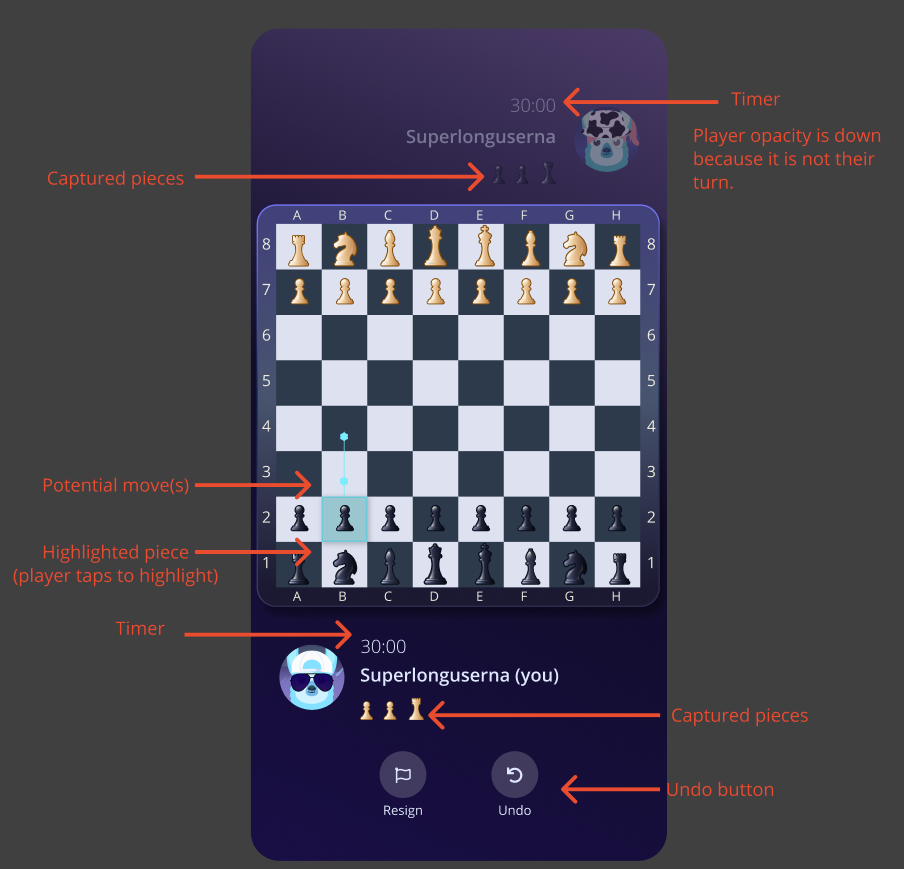 30:00
Timer
Superlonguserna
Player opacity is down
because it is not their
turn.
Captured pieces
A B C D E F G H
8 8
7 7
6 6
5 5
4 4
3 3
Potential move(s)
2 2
Highlighted piece
(player taps to highlight)
1 1
A B C D E F G H
Timer
30:00
Superlonguserna (you)
Captured pieces
Undo button
Resign Undo